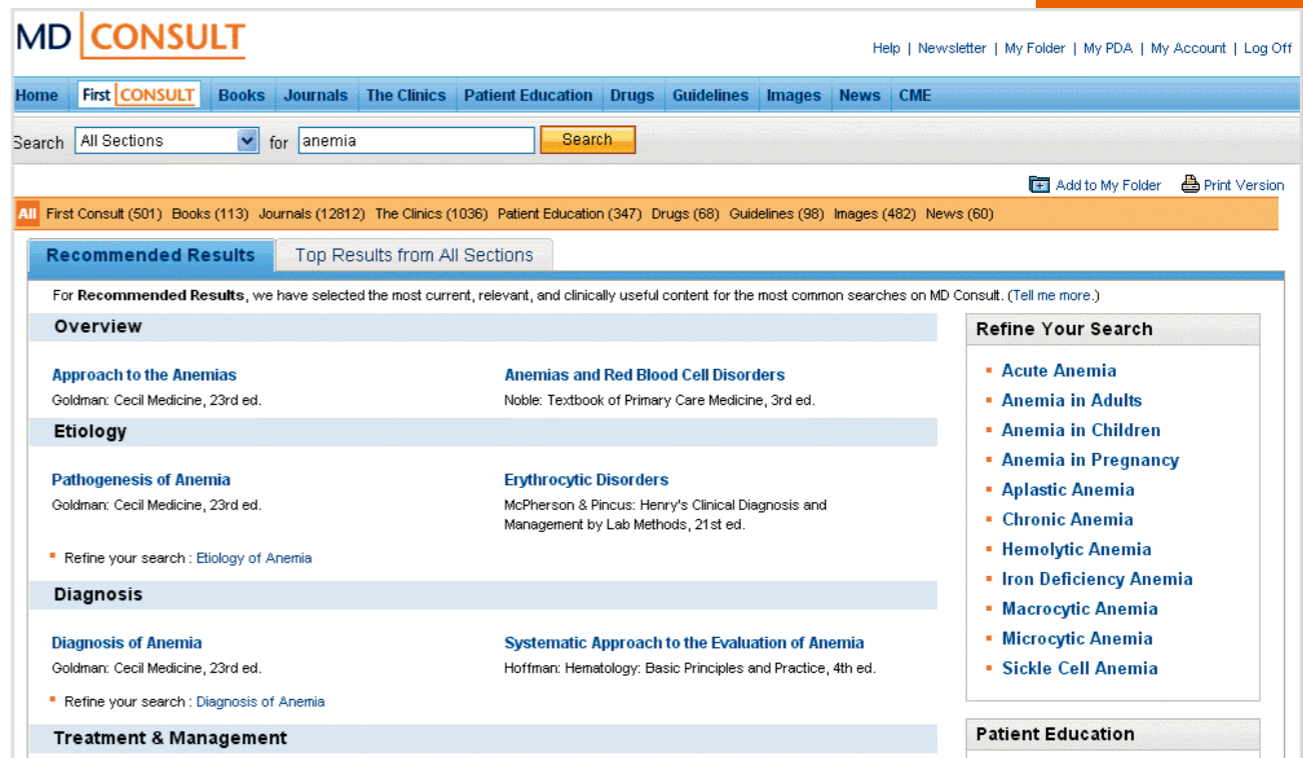 MD CONSULT
Help | Newsletter | My Folder | My PDA | My Account | Log Off
Home First CONSULT Books Journals The Clinics Patient Education Drugs Guidelines Images News CME
Search All Sections for anemia Search
Add to My Folder Print Version
All First Consult (501) Books (113) Journals (12812) The Clinics (1036) Patient Education (347) Drugs (68) Guidelines (98) Images (482) News (60)
Recommended Results Top Results from All Sections
For Recommended Results, we have selected the most current, relevant, and clinically useful content for the most common searches on MD Consult. (Tell me more.)
Overview
Approach to the Anemias
Goldman: Cecil Medicine, 23rd ed.
Anemias and Red Blood Cell Disorders
Noble: Textbook of Primary Care Medicine, 3rd ed.
Etiology
Pathogenesis of Anemia
Goldman: Cecil Medicine, 23rd ed.
Erythrocytic Disorders
McPherson & Pincus: Henry's Clinical Diagnosis and
Management by Lab Methods, 21st ed.
Refine your search : Etiology of Anemia
Diagnosis
Diagnosis of Anemia
Goldman: Cecil Medicine, 23rd ed.
Systematic Approach to the Evaluation of Anemia
Hoffman: Hematology: Basic Principles and Practice, 4th ed.
Refine your search : Diagnosis of Anemia
Treatment & Management
Refine Your Search
Acute Anemia
Anemia in Adults
Anemia in Children
Anemia in Pregnancy
Aplastic Anemia
Chronic Anemia
Hemolytic Anemia
Iron Deficiency Anemia
Macrocytic Anemia
Microcytic Anemia
Sickle Cell Anemia
Patient Education